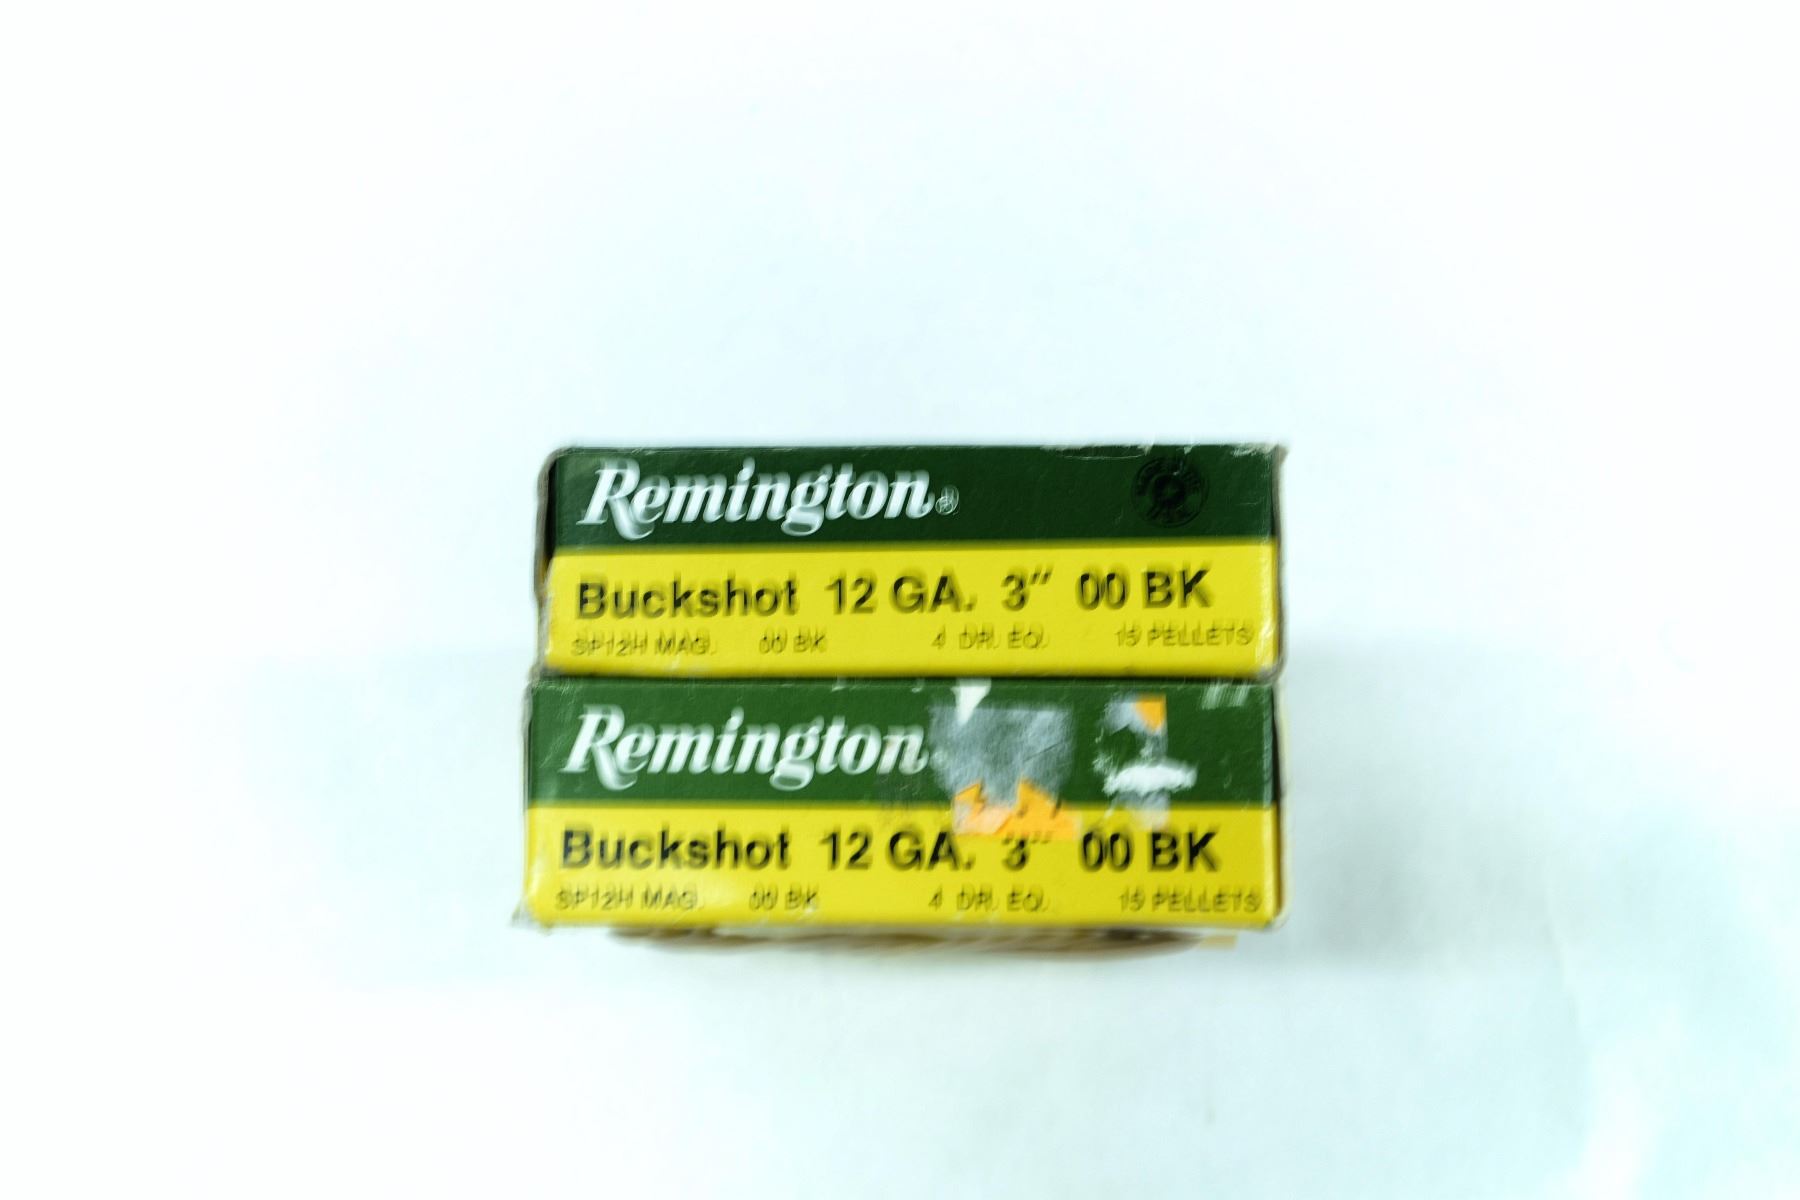 Remington®
Buckshot 12 GA. 3" 00 BK
SP12H MAG. 00 BK 4 DR. EQ. 15 PELLETS
Remington
Buckshot 12 GA. 3" 00 BK
SP12H MAG. 00 BK 4 DR. EQ. 15 PELLETS